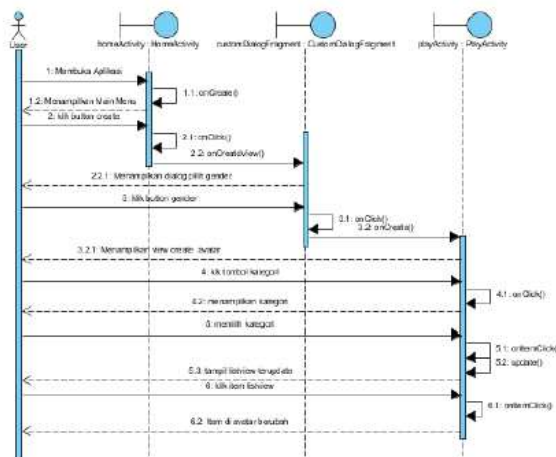 User
homeActivity : HomeActivity
customDialogFragment : CustomDialogFragment
playActivity : PlayActivity
1: Membuka Aplikasi
1.1: onCreate()
1.2: Menampilkan Main Menu
2: klik button create
2.1: onClick()
2.2: onCreateView()
2.2.1: Menampilkan dialog pilih gender
3: klik button gender
3.1: onClick()
3.2: onCreate()
3.2.1: Menampilkan view create avatar
4: klik tombol kategori
4.1: onClick()
4.2: menampilkan kategori
5: memilih kategori
5.1: onItemClick()
5.2: update()
5.3: tampil listview terupdate
6: klik item listview
6.1: onItemClick()
6.2: Item di avatar berubah